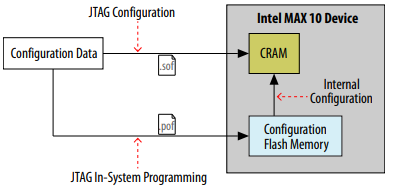 JTAG Configuration
Intel MAX 10 Device
Configuration Data
CRAM
.sof
Internal
Configuration
.pof
Configuration
Flash Memory
JTAG In-System Programming